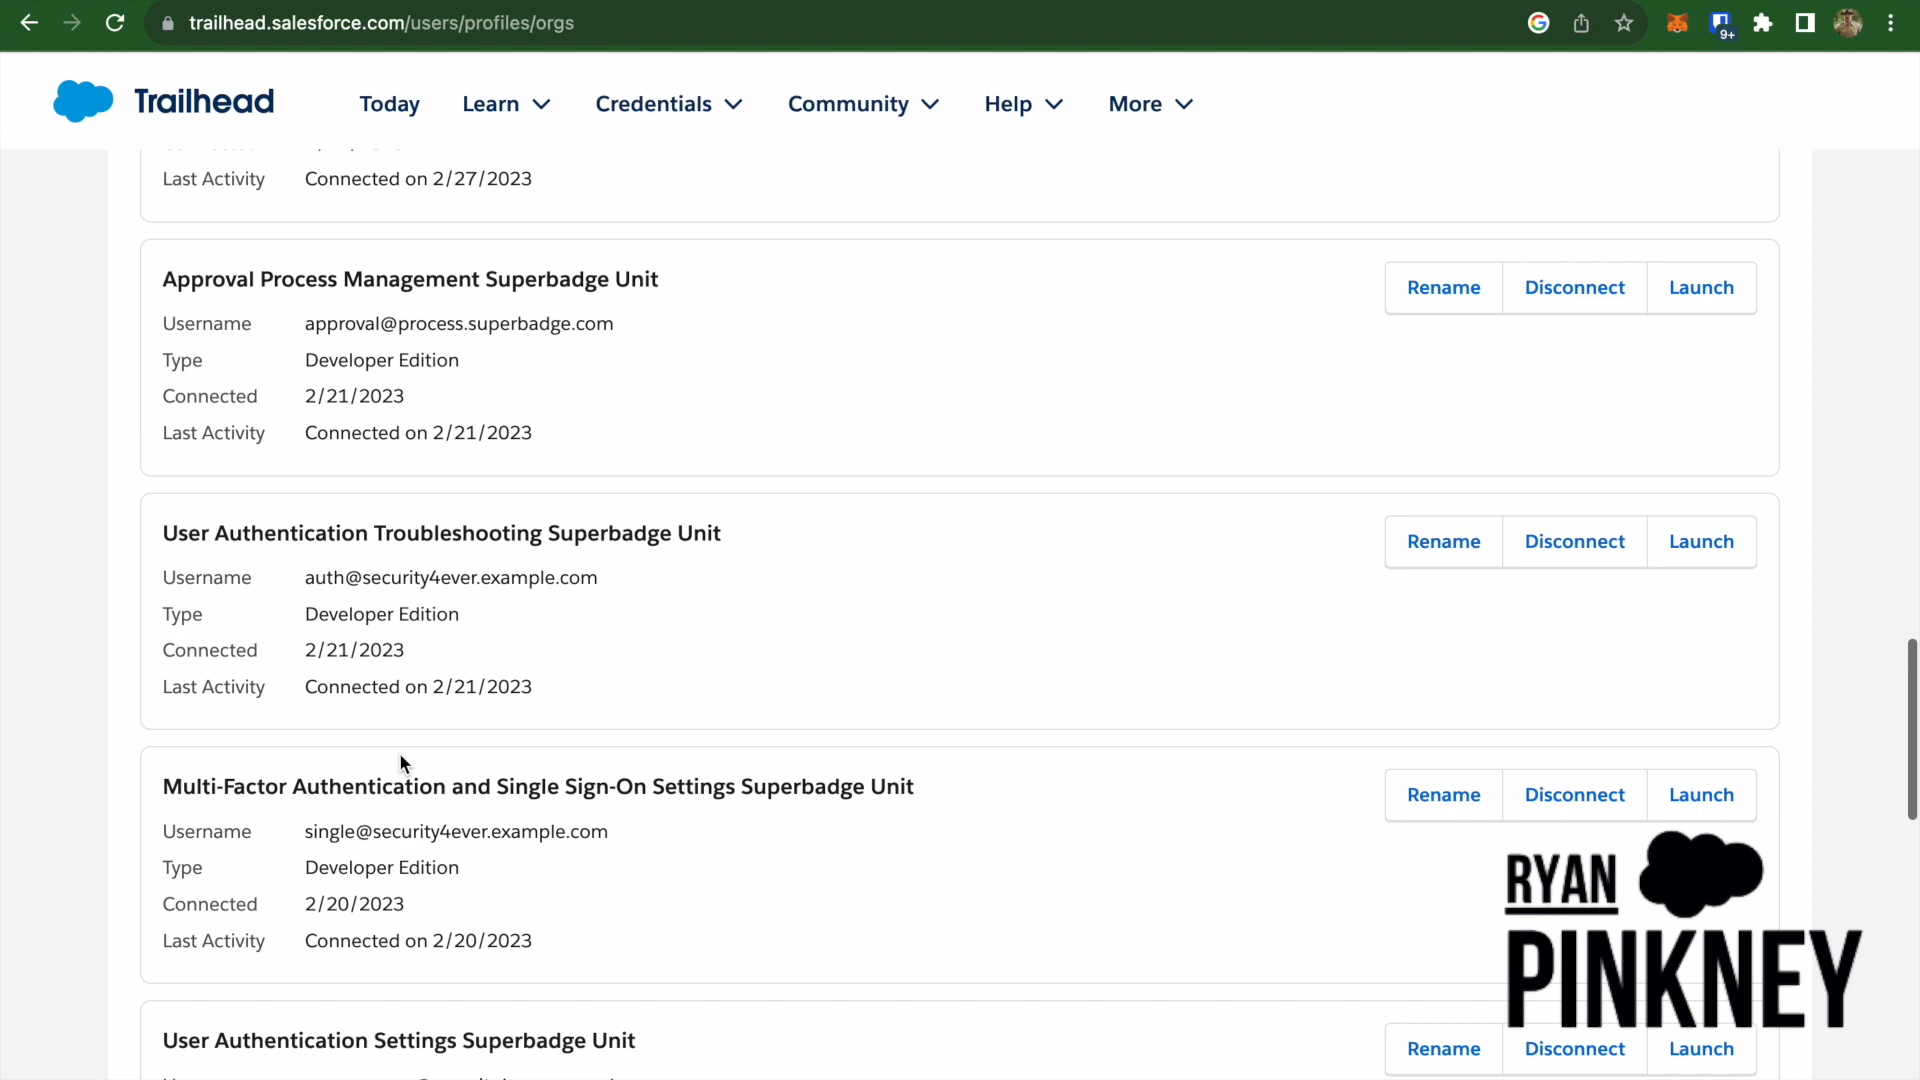 trailhead.salesforce.com/users/profiles/orgs
9+
Trailhead
Today
Learn
Credentials
Community
Help
More
Last Activity Connected on 2/27/2023
Approval Process Management Superbadge Unit
Rename Disconnect Launch
Username approval@process.superbadge.com
Type Developer Edition
Connected 2/21/2023
Last Activity Connected on 2/21/2023
User Authentication Troubleshooting Superbadge Unit
Rename Disconnect Launch
Username auth@security4ever.example.com
Type Developer Edition
Connected 2/21/2023
Last Activity Connected on 2/21/2023
Multi-Factor Authentication and Single Sign-On Settings Superbadge Unit
Rename Disconnect Launch
Username single@security4ever.example.com
Type Developer Edition
Connected 2/20/2023
Last Activity Connected on 2/20/2023
RYAN
PINKNEY
User Authentication Settings Superbadge Unit
Rename Disconnect Launch